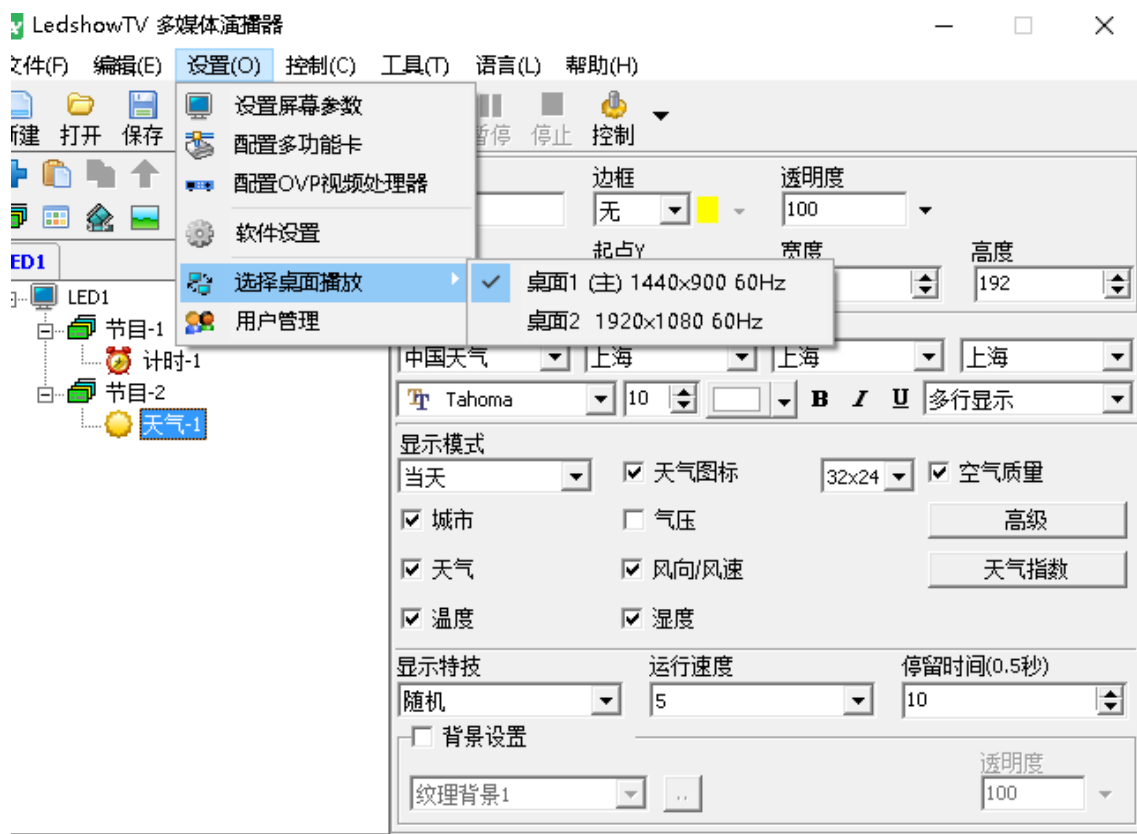 LedshowTV 多媒体演播器
文件(F) 编辑(E) 设置(O) 控制(C) 工具(T) 语言(L) 帮助(H)
新建 打开 保存 暂停 停止 控制
设置屏幕参数
配置多功能卡
配置OVP视频处理器
软件设置
选择桌面播放
用户管理
桌面1 (主) 1440x900 60Hz
桌面2 1920x1080 60Hz
边框 透明度
无 100
起点Y 宽度 高度
192
LED1
LED1
节目-1
计时-1
节目-2
天气-1
中国天气 上海 上海 上海
Tahoma 10 B I U 多行显示
显示模式
当天 天气图标 32x24 空气质量
城市 气压 高级
天气 风向/风速 天气指数
温度 湿度
显示特技 运行速度 停留时间(0.5秒)
随机 5 10
背景设置
透明度
纹理背景1 .. 100